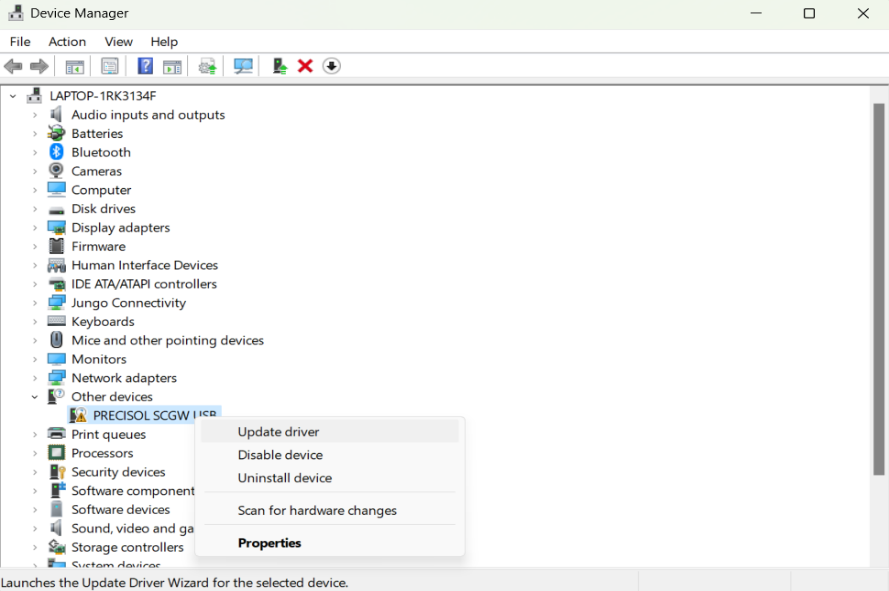 Device Manager
File Action View Help
LAPTOP-1RK3134F
Audio inputs and outputs
Batteries
Bluetooth
Cameras
Computer
Disk drives
Display adapters
Firmware
Human Interface Devices
IDE ATA/ATAPI controllers
Jungo Connectivity
Keyboards
Mice and other pointing devices
Monitors
Network adapters
Other devices
PRECISOL SCGW USB
Print queues
Processors
Security devices
Software component
Software devices
Sound, video and ga
Storage controllers
System devices
Update driver
Disable device
Uninstall device
Scan for hardware changes
Properties
Launches the Update Driver Wizard for the selected device.